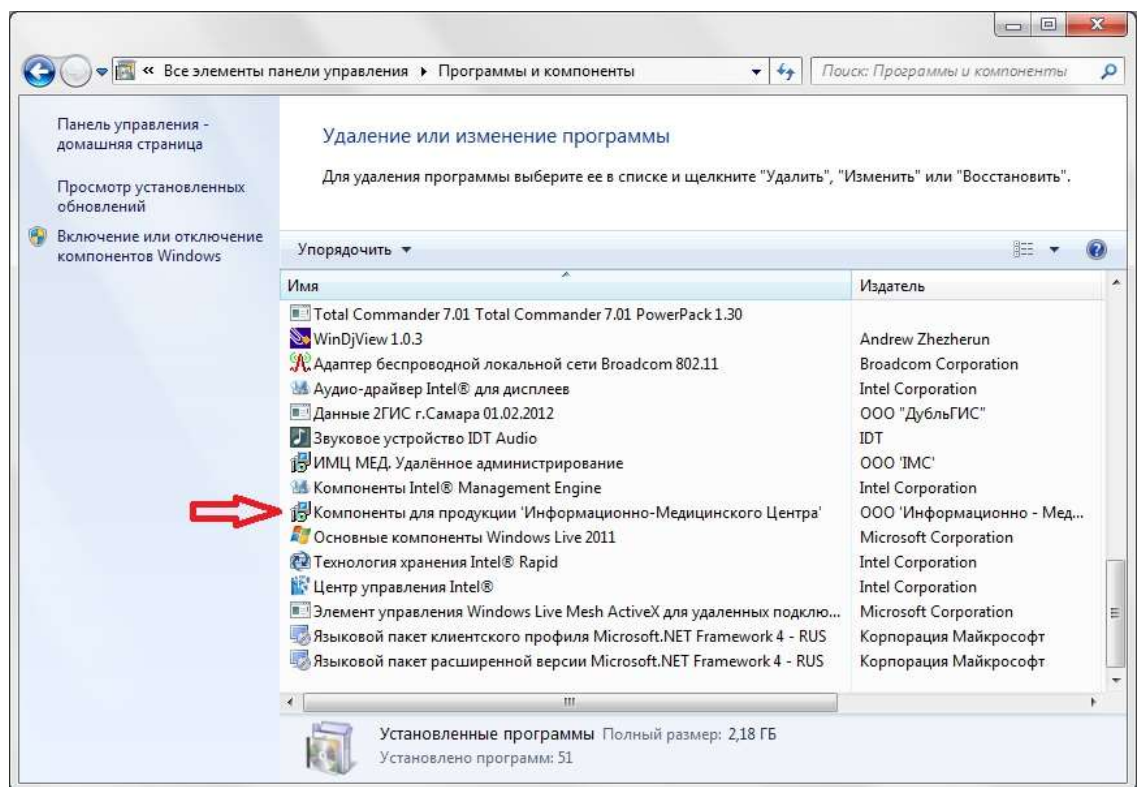 « Все элементы панели управления ▸ Программы и компоненты
Поиск: Программы и компоненты
Панель управления -
домашняя страница
Просмотр установленных
обновлений
Включение или отключение
компонентов Windows
Удаление или изменение программы
Для удаления программы выберите ее в списке и щелкните "Удалить", "Изменить" или "Восстановить".
Упорядочить ▼
Имя Издатель
Total Commander 7.01 Total Commander 7.01 PowerPack 1.30
WinDjView 1.0.3 Andrew Zhezherun
Адаптер беспроводной локальной сети Broadcom 802.11 Broadcom Corporation
Аудио-драйвер Intel® для дисплеев Intel Corporation
Данные 2ГИС г.Самара 01.02.2012 ООО "ДубльГИС"
Звуковое устройство IDT Audio IDT
ИМЦ МЕД. Удалённое администрирование ООО 'IMC'
Компоненты Intel® Management Engine Intel Corporation
Компоненты для продукции 'Информационно-Медицинского Центра' ООО 'Информационно - Мед...
Основные компоненты Windows Live 2011 Microsoft Corporation
Технология хранения Intel® Rapid Intel Corporation
Центр управления Intel® Intel Corporation
Элемент управления Windows Live Mesh ActiveX для удаленных подклю... Microsoft Corporation
Языковой пакет клиентского профиля Microsoft.NET Framework 4 - RUS Корпорация Майкрософт
Языковой пакет расширенной версии Microsoft.NET Framework 4 - RUS Корпорация Майкрософт
Установленные программы Полный размер: 2,18 ГБ
Установлено программ: 51